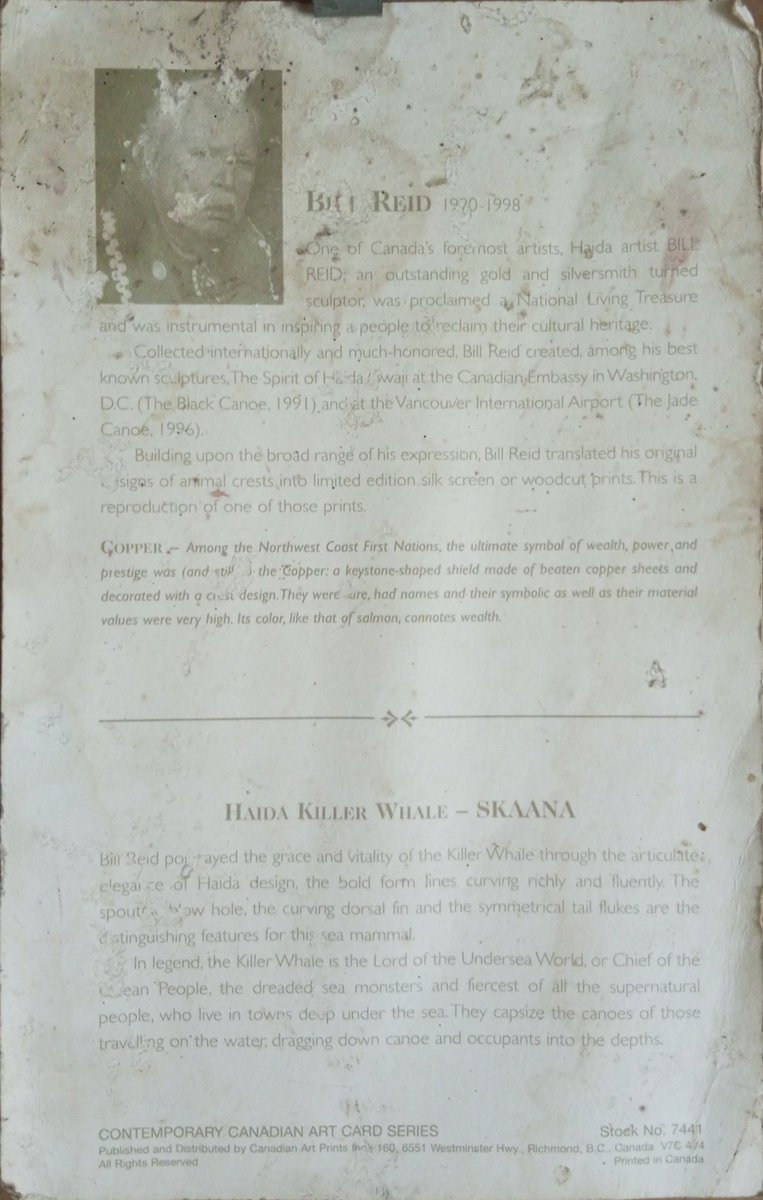 BILL REID 1920-1998
One of Canada's foremost artists, Haida artist BILL
REID, an outstanding gold and silversmith turned
sculptor, was proclaimed a National Living Treasure
and was instrumental in inspiring a people to reclaim their cultural heritage.
Collected internationally and much-honored, Bill Reid created, among his best
known sculptures, The Spirit of Haida Gwaii at the Canadian Embassy in Washington,
D.C. (The Black Canoe, 1991) and at the Vancouver International Airport (The Jade
Canoe, 1996).
Building upon the broad range of his expression, Bill Reid translated his original
designs of animal crests into limited edition silk screen or woodcut prints. This is a
reproduction of one of those prints.
COPPER – Among the Northwest Coast First Nations, the ultimate symbol of wealth, power and
prestige was (and still) the Copper: a keystone-shaped shield made of beaten copper sheets and
decorated with a crest design. They were rare, had names and their symbolic as well as their material
values were very high. Its color, like that of salmon, connotes wealth.
HAIDA KILLER WHALE – SKAANA
Bill Reid portrayed the grace and vitality of the Killer Whale through the articulate
elegance of Haida design, the bold form lines curving richly and fluently. The
blow hole, the curving dorsal fin and the symmetrical tail flukes are the
distinguishing features for this sea mammal.
In legend, the Killer Whale is the Lord of the Undersea World, or Chief of the
Ocean People, the dreaded sea monsters and fiercest of all the supernatural
people, who live in towns deep under the sea. They capsize the canoes of those
travelling on the water, dragging down canoe and occupants into the depths.
CONTEMPORARY CANADIAN ART CARD SERIES Stock No. 7441
Published and Distributed by Canadian Art Prints Inc. 160, 6551 Westminster Hwy., Richmond, B.C., Canada V7C 4V4
All Rights Reserved Printed in Canada